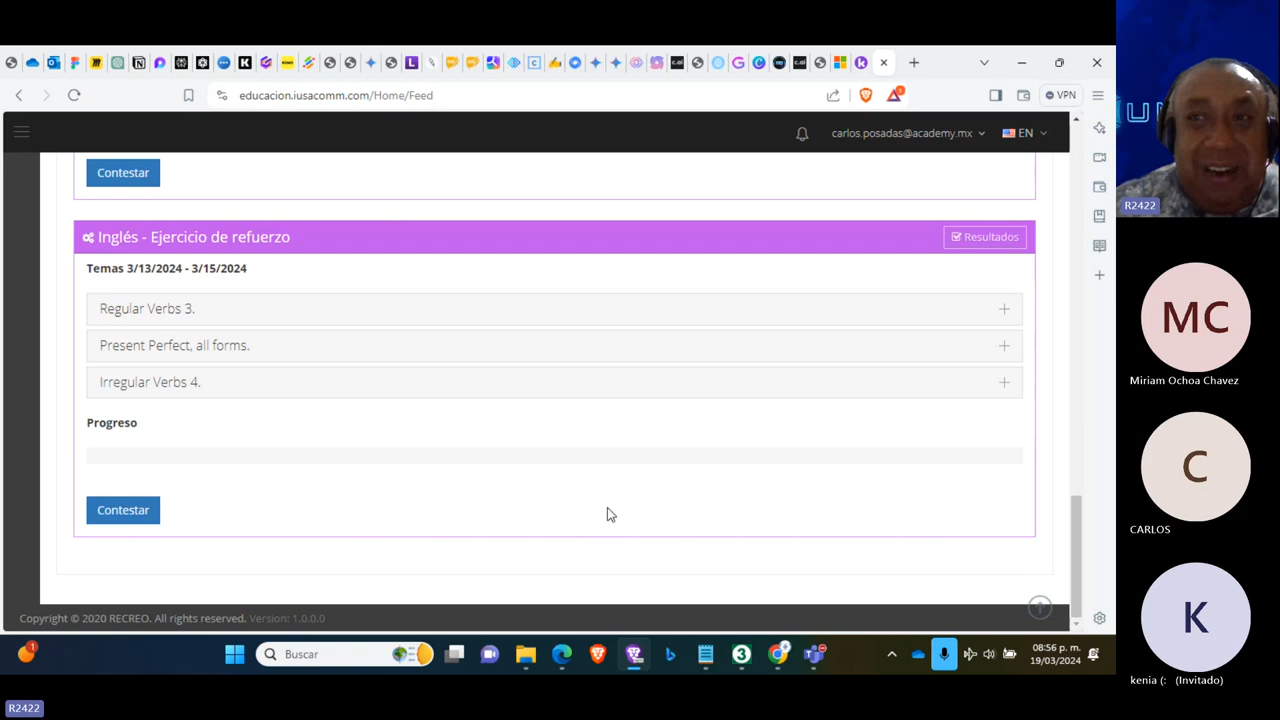 educacion.iusacomm.com/Home/Feed
VPN
carlos.posadas@academy.mx
EN
Contestar
Inglés - Ejercicio de refuerzo
Resultados
Temas 3/13/2024 - 3/15/2024
Regular Verbs 3.
Present Perfect, all forms.
Irregular Verbs 4.
Progreso
Contestar
Copyright © 2020 RECREO. All rights reserved. Version: 1.0.0.0
Buscar
08:56 p. m.
19/03/2024
R2422
R2422
MC
Miriam Ochoa Chavez
C
CARLOS
K
kenia (: (Invitado)